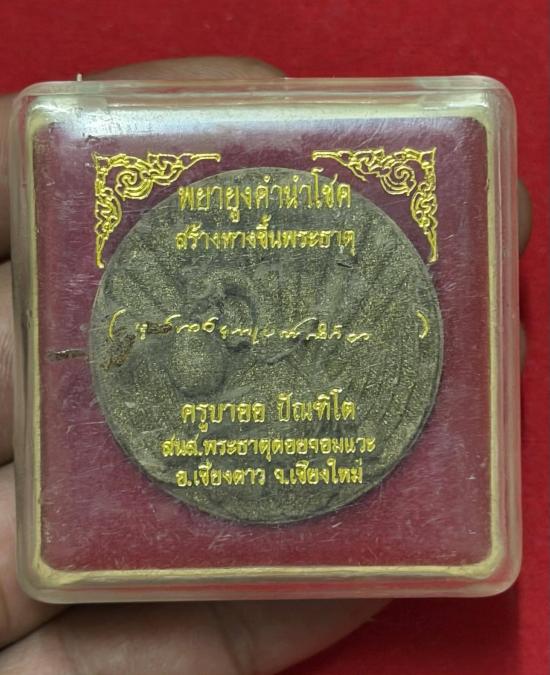 พยายูงคำนำโชค
สร้างทางขึ้นพระธาตุ
ครูบาออ ปัณฑิโต
สนส.พระธาตุดอยจอมแวะ
อ.เชียงดาว จ.เชียงใหม่